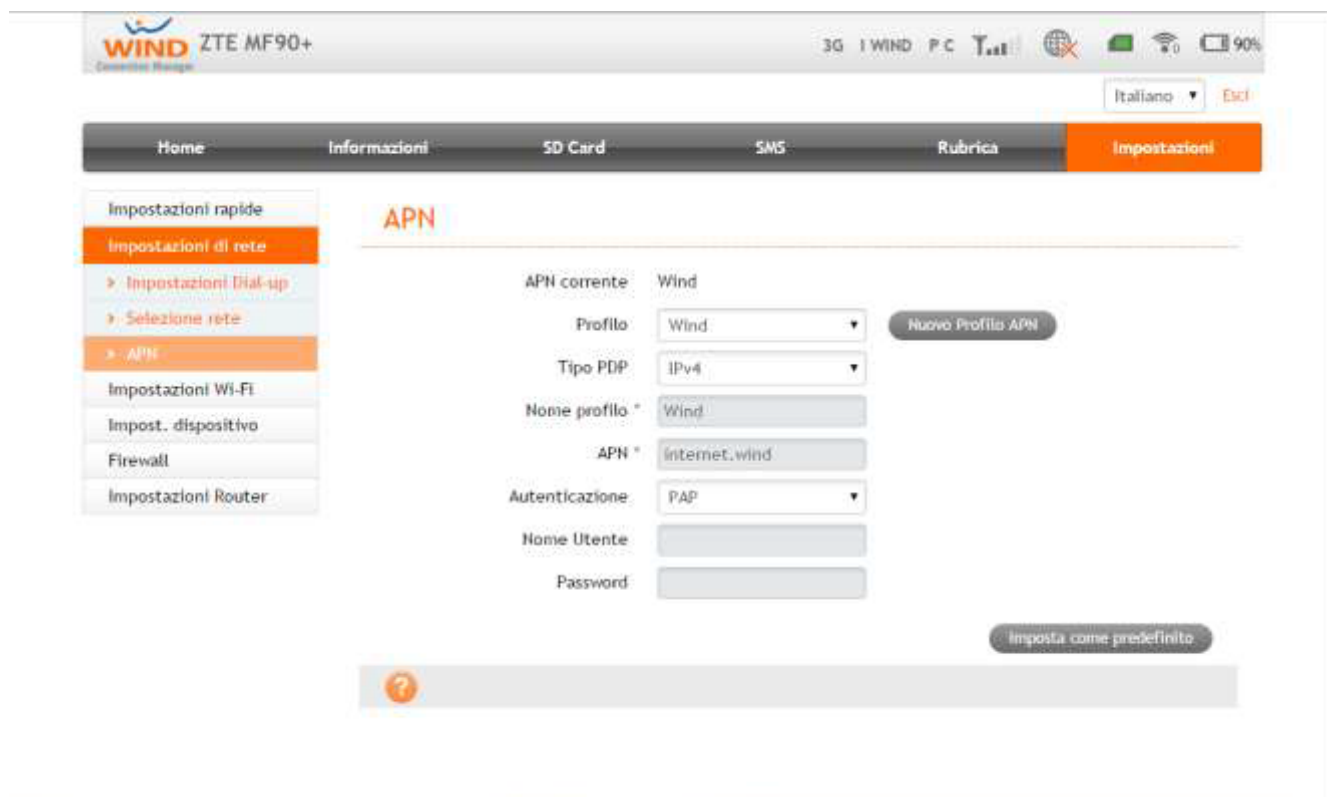 WIND ZTE MF90+
Connection Manager
3G I WIND P C 0 90%
Italiano Esci
Home Informazioni SD Card SMS Rubrica Impostazioni
Impostazioni rapide
Impostazioni di rete
> Impostazioni Dial-up
> Selezione rete
> APN
Impostazioni Wi-Fi
Impost. dispositivo
Firewall
Impostazioni Router
APN
APN corrente Wind
Profilo Wind Nuovo Profilo APN
Tipo PDP IPv4
Nome profilo * Wind
APN * internet.wind
Autenticazione PAP
Nome Utente
Password
Imposta come predefinito
?